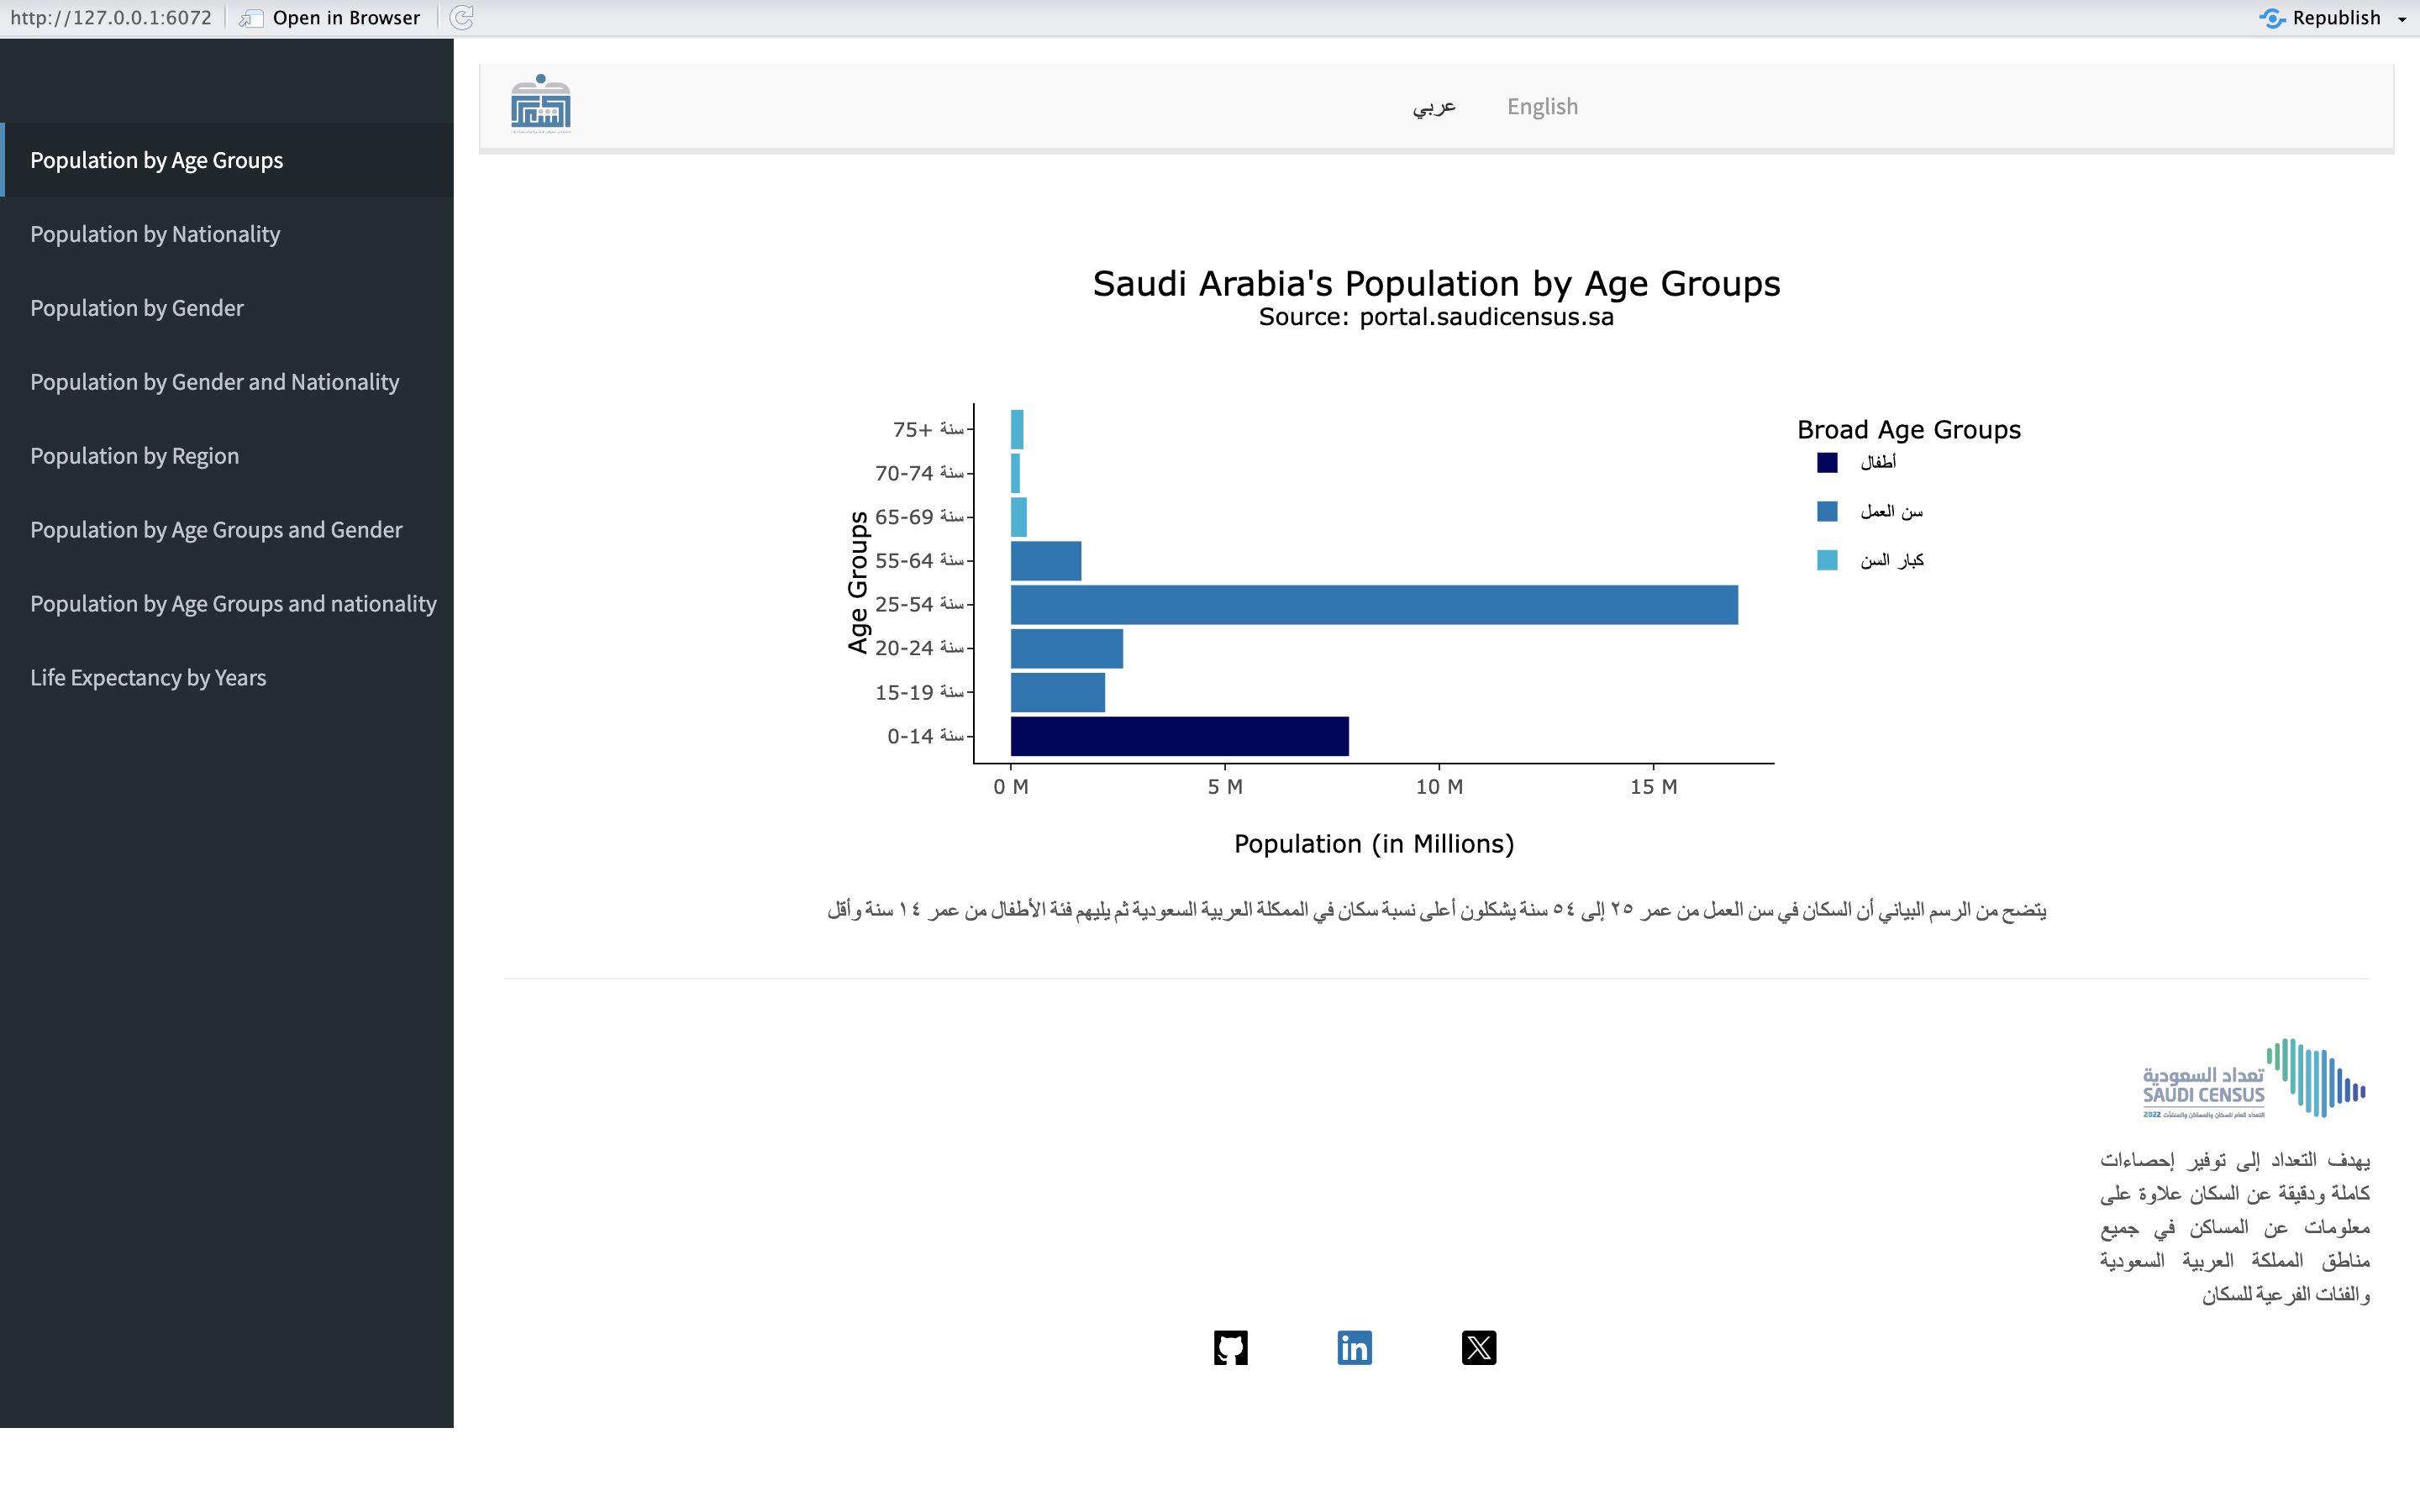 http://127.0.0.1:6072
Open in Browser
Republish
Population by Age Groups
Population by Nationality
Population by Gender
Population by Gender and Nationality
Population by Region
Population by Age Groups and Gender
Population by Age Groups and nationality
Life Expectancy by Years
عربي
English
Saudi Arabia's Population by Age Groups
Source: portal.saudicensus.sa
Age Groups
75+ سنة
70-74 سنة
65-69 سنة
55-64 سنة
25-54 سنة
20-24 سنة
15-19 سنة
0-14 سنة
0 M
5 M
10 M
15 M
Population (in Millions)
Broad Age Groups
أطفال
سن العمل
كبار السن
يتضح من الرسم البياني أن السكان في سن العمل من عمر ٢٥ إلى ٥٤ سنة يشكلون أعلى نسبة سكان في الممكلة العربية السعودية ثم يليهم فئة الأطفال من عمر ١٤ سنة وأقل
تعداد السعودية
SAUDI CENSUS
التعداد العام للسكان والمساكن والمنشآت 2022
يهدف التعداد إلى توفير إحصاءات
كاملة ودقيقة عن السكان علاوة على
معلومات عن المساكن في جميع
مناطق المملكة العربية السعودية
والفئات الفرعية للسكان
in
X